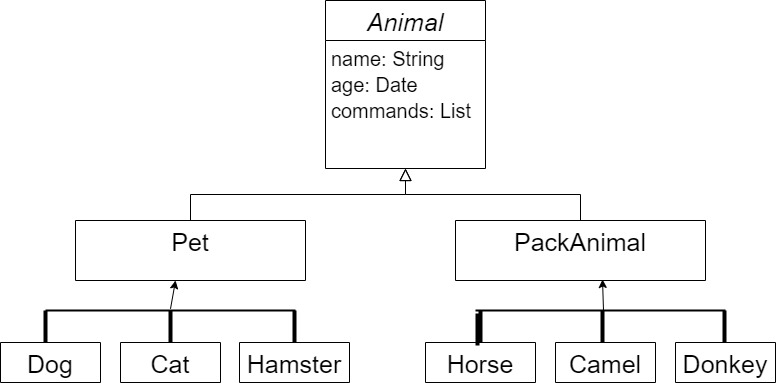 Animal
name: String
age: Date
commands: List
Pet
PackAnimal
Dog
Cat
Hamster
Horse
Camel
Donkey